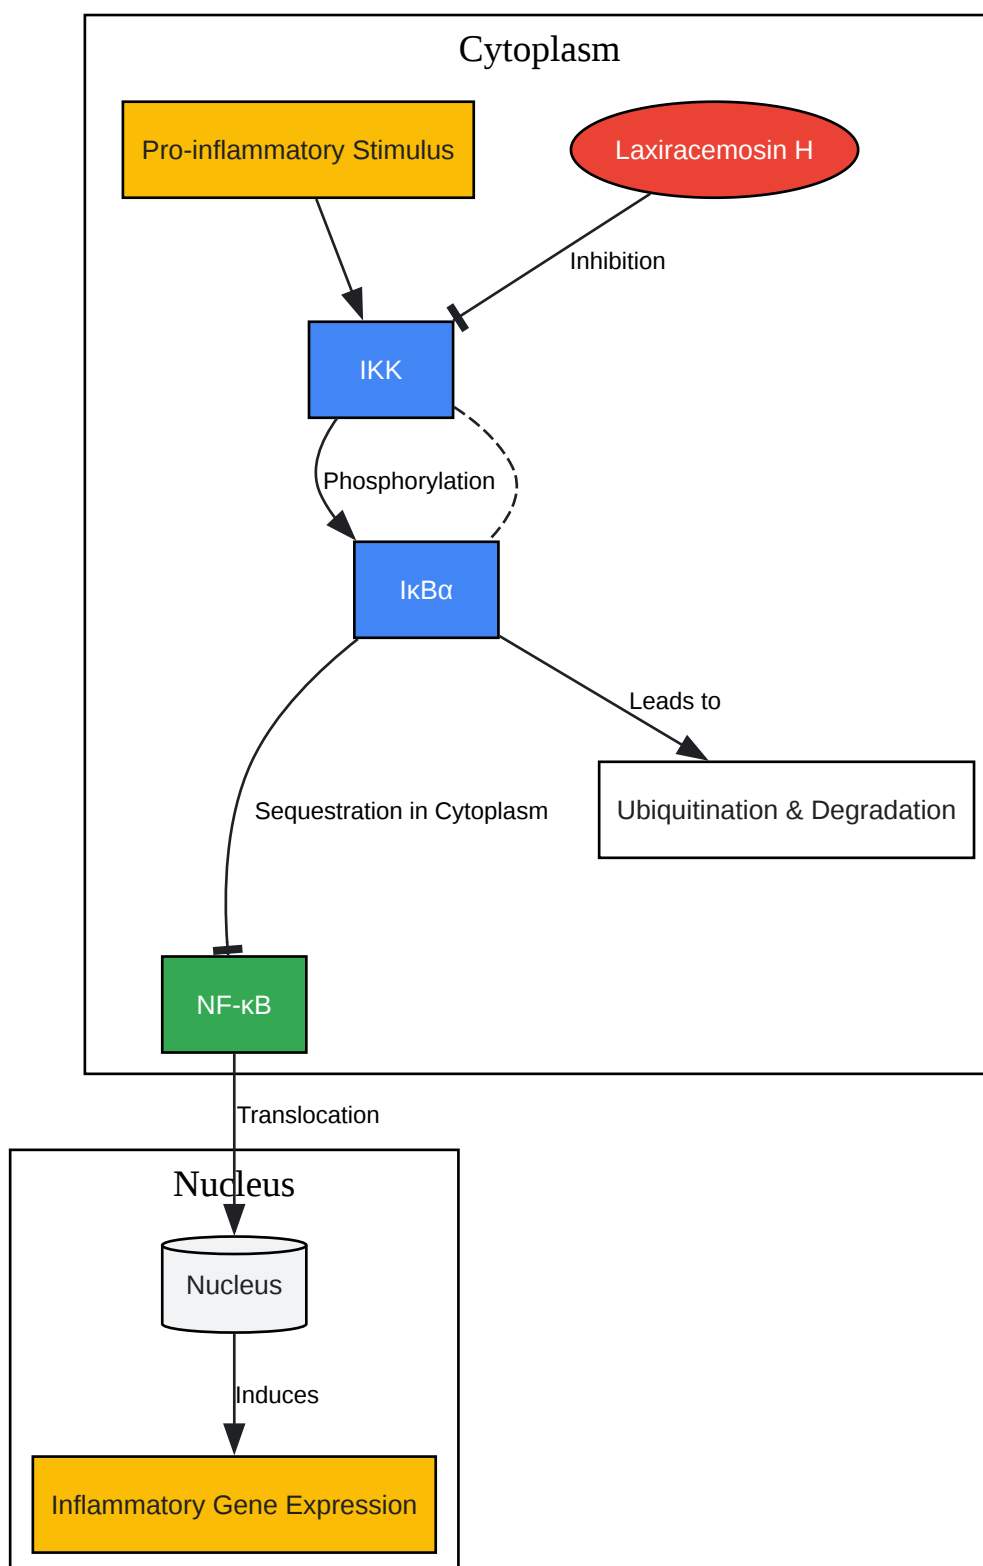 Cytoplasm
Pro-inflammatory Stimulus
Laxiracemosin H
Inhibition
IKK
Phosphorylation
IκBα
Leads to
Ubiquitination & Degradation
Sequestration in Cytoplasm
NF-κB
Translocation
Nucleus
Nucleus
Induces
Inflammatory Gene Expression